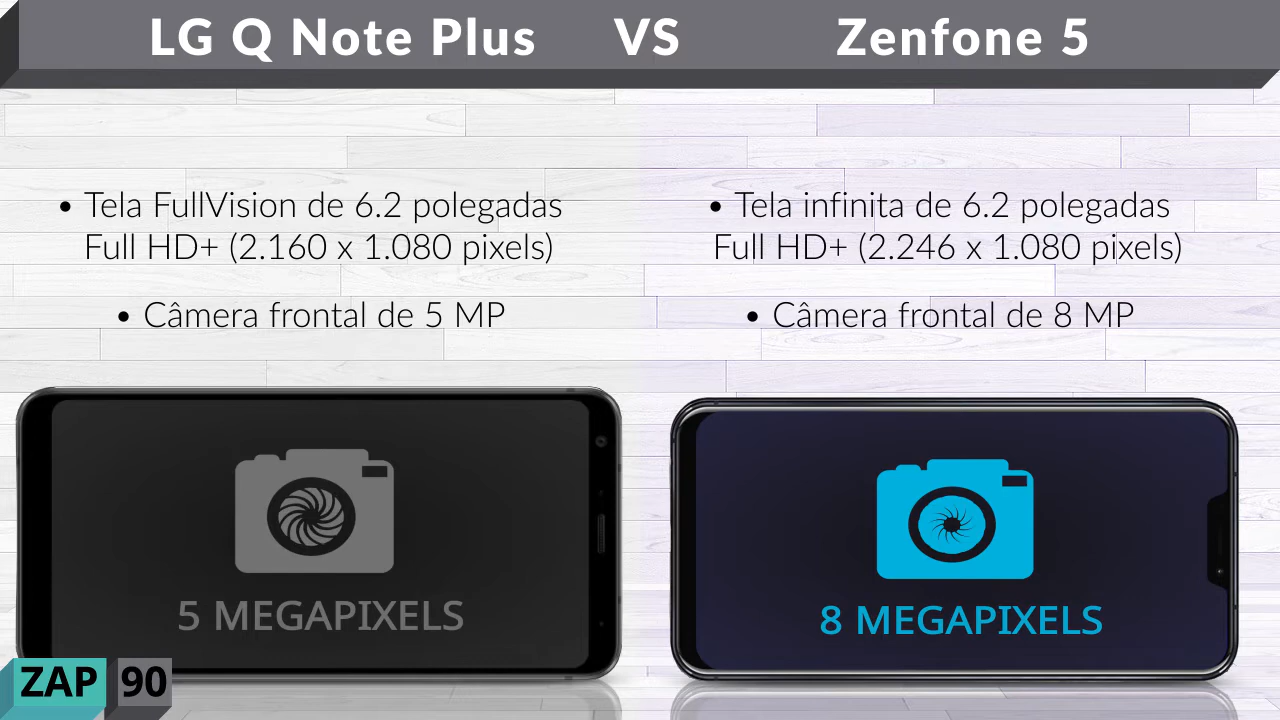 LG Q Note Plus VS Zenfone 5
• Tela FullVision de 6.2 polegadas
Full HD+ (2.160 x 1.080 pixels)
• Câmera frontal de 5 MP
• Tela infinita de 6.2 polegadas
Full HD+ (2.246 x 1.080 pixels)
• Câmera frontal de 8 MP
5 MEGAPIXELS
8 MEGAPIXELS
ZAP 90